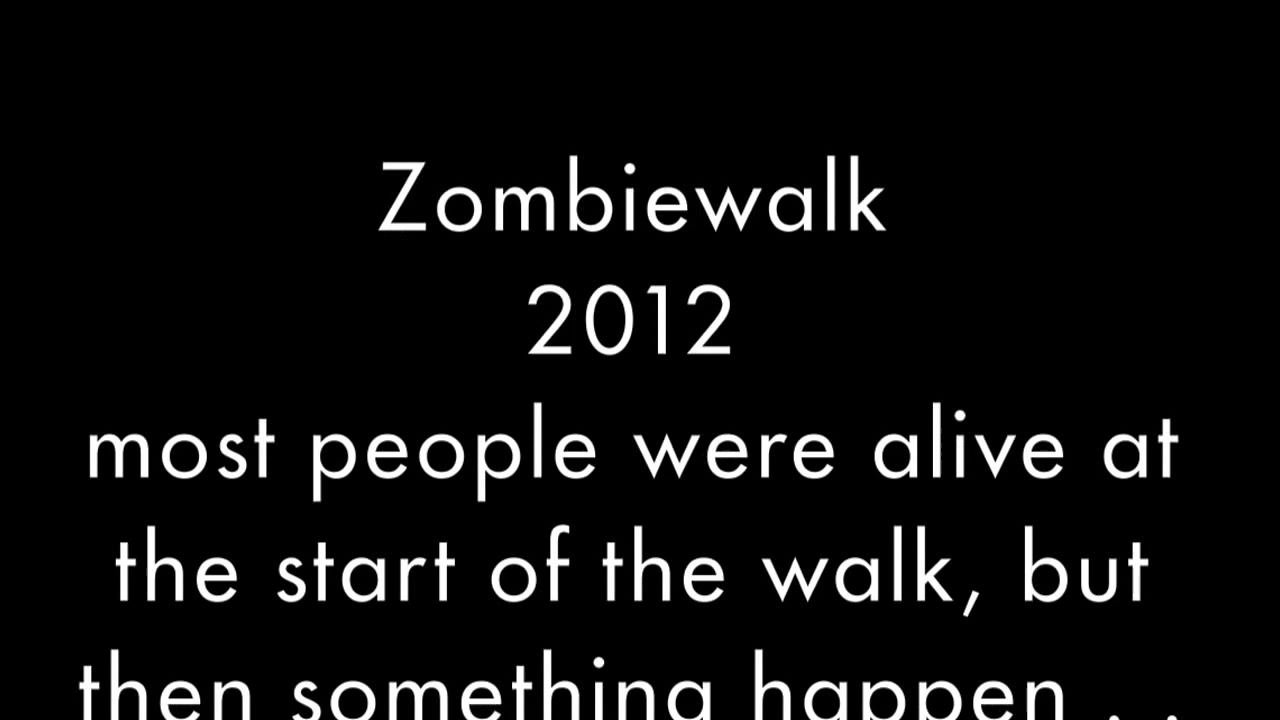 Zombiewalk
2012
most people were alive at
the start of the walk, but
then something happen . .